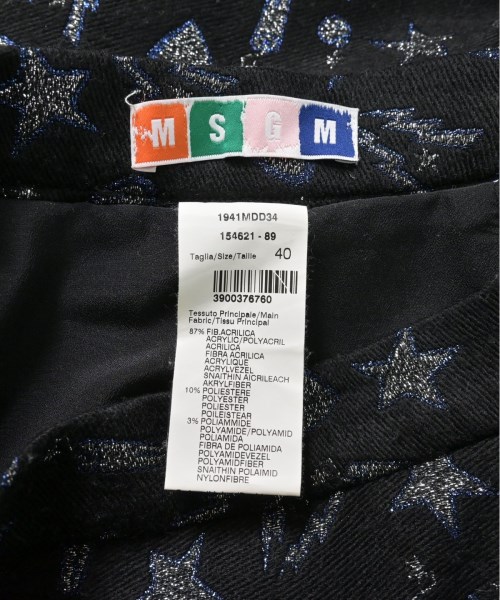 MSGM
1941MDD34
154621 - 89
Taglia/Size/Taille 40
3900376760
Tessuto Principale/Main
Fabric/Tissu Principal
87% FIB.ACRILICA
ACRYLIC/POLYACRIL
ACRILICA
FIBRA ACRILICA
ACRYLIQUE
ACRYLVEZEL
SNAITHIN AICRILEACH
AKRYLFIBER
10% POLIESTERE
POLYESTER
POLIESTER
POILEISTEAR
3% POLIAMMIDE
POLYAMIDE/POLYAMID
POLIAMIDA
FIBRA DE POLIAMIDA
POLYAMIDEVEZEL
POLYAMIDFIBER
SNAITHIN POLAIMID
NYLONFIBRE